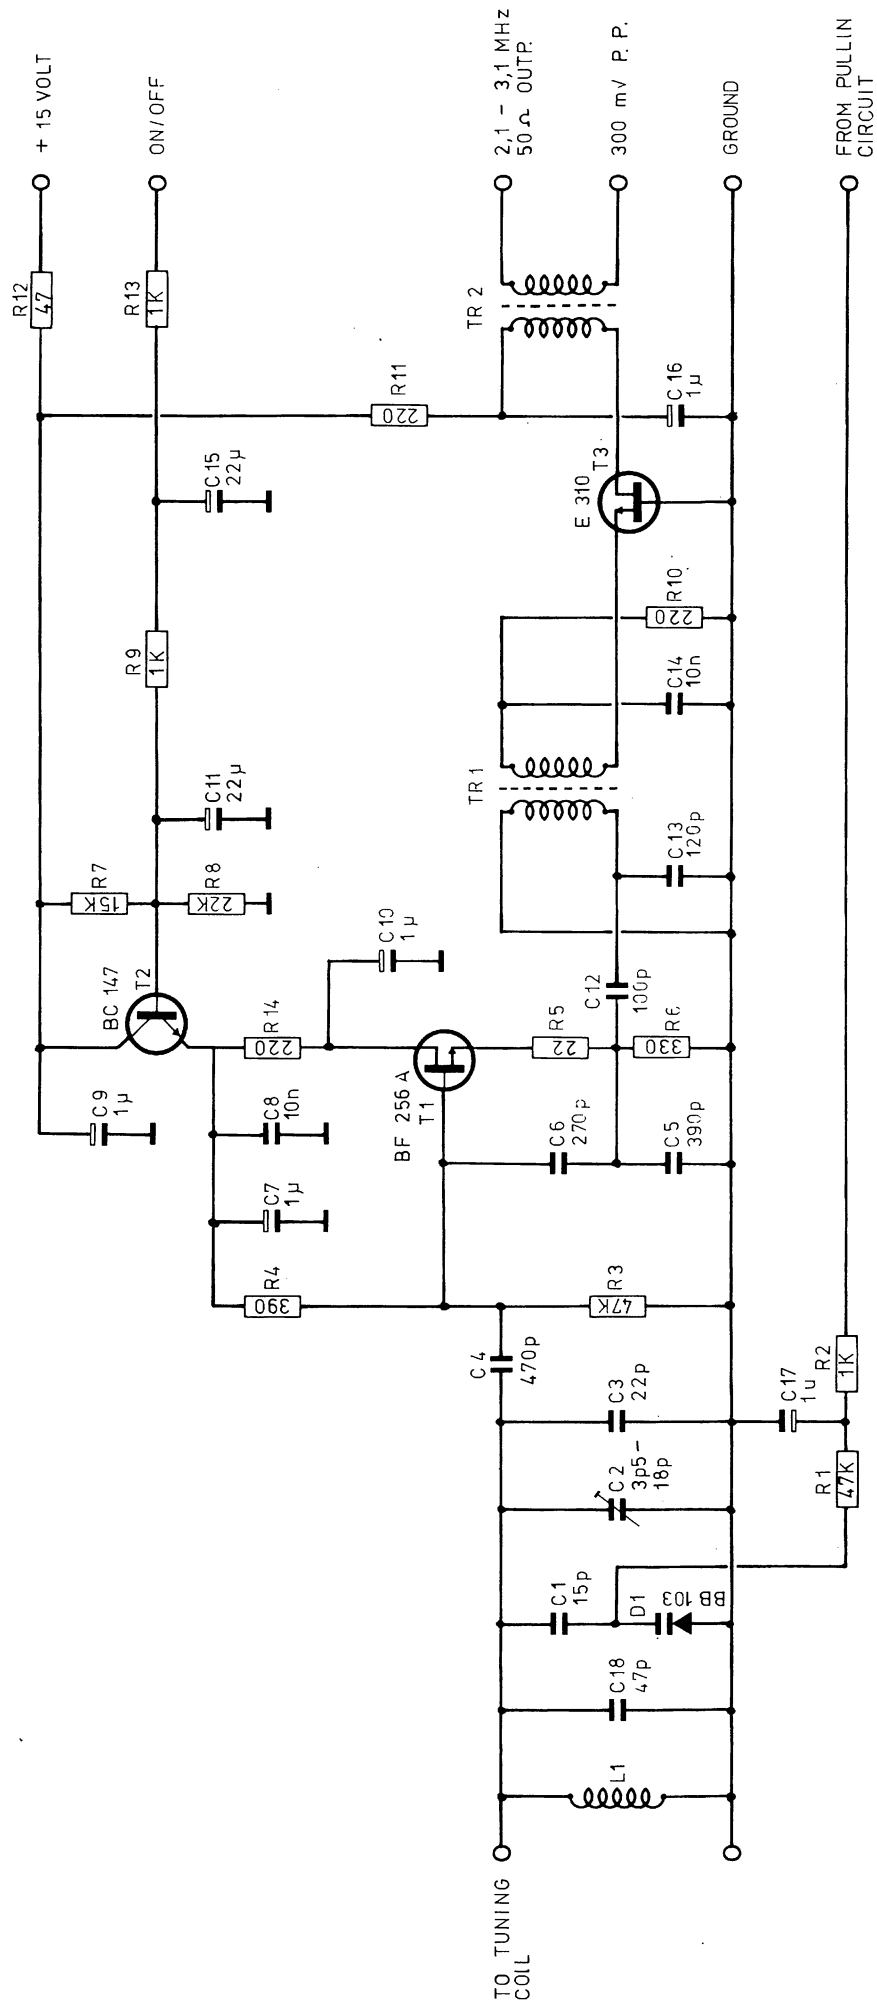 + 15 VOLT
ON/OFF
2,1 – 3,1 MHz
50 Ω OUTP.
300 mV P. P.
GROUND
FROM PULLIN
CIRCUIT
R12
47
R13
1K
TR 2
R11
220
C16
1µ
C15
22µ
E 310
T3
R9
1K
R10
220
C14
10n
TR1
C11
22µ
C13
120p
R7
15K
R8
22K
C10
1µ
C12
100p
BC 147
T2
R14
220
R5
22
R6
330
C9
1µ
C8
10n
BF 256 A
T1
C6
270p
C5
390p
C7
1µ
R4
390
R3
47K
C4
470p
R2
1K
C3
22p
C17
1u
C2
3p5–
18p
R1
47K
C1
15p
D1
BB 103
C18
47p
L1
TO TUNING
COIL